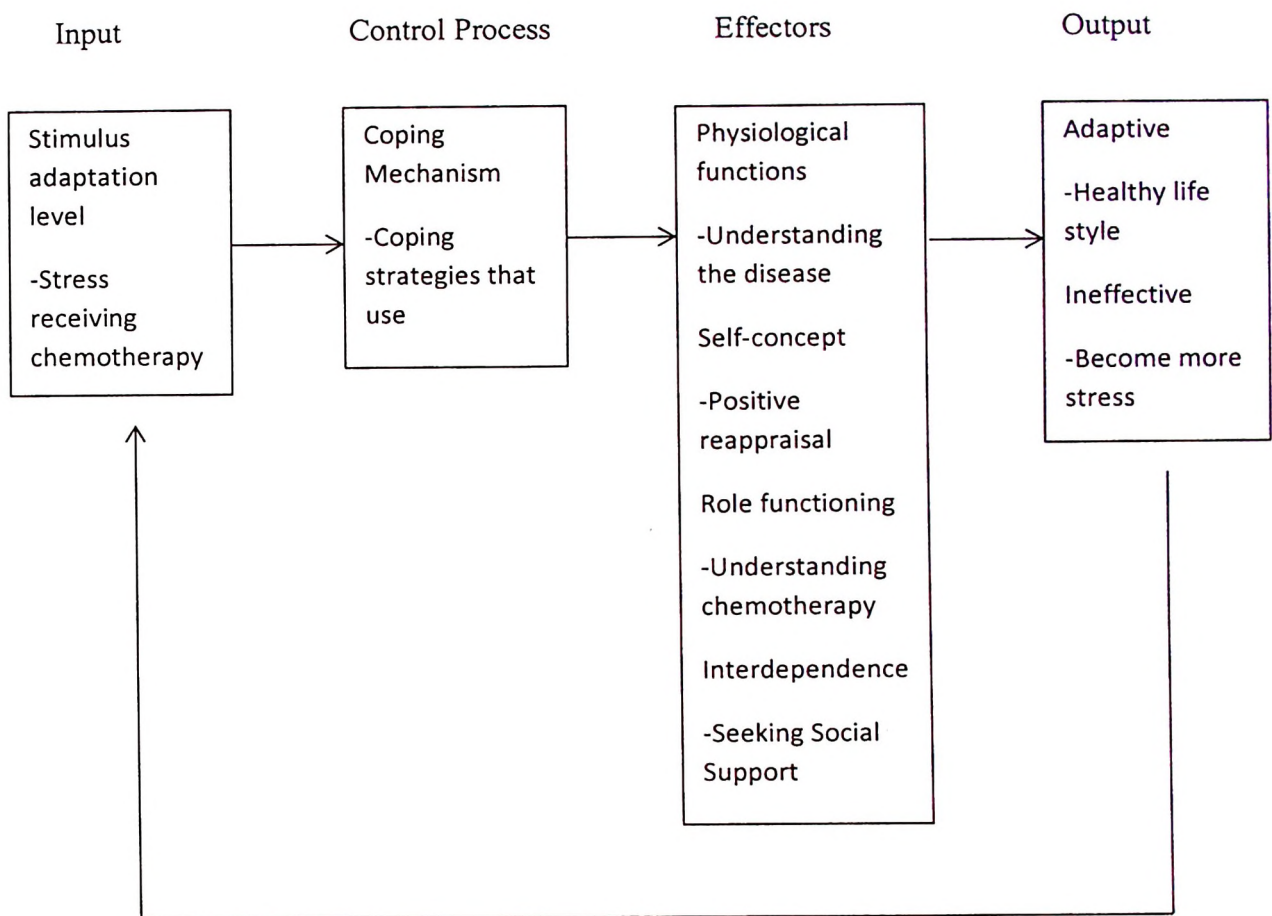 Input
Control Process
Effectors
Output
Stimulus
adaptation
level
-Stress
receiving
chemotherapy
Coping
Mechanism
-Coping
strategies that
use
Physiological
functions
-Understanding
the disease
Self-concept
-Positive
reappraisal
Role functioning
-Understanding
chemotherapy
Interdependence
-Seeking Social
Support
Adaptive
-Healthy life
style
Ineffective
-Become more
stress